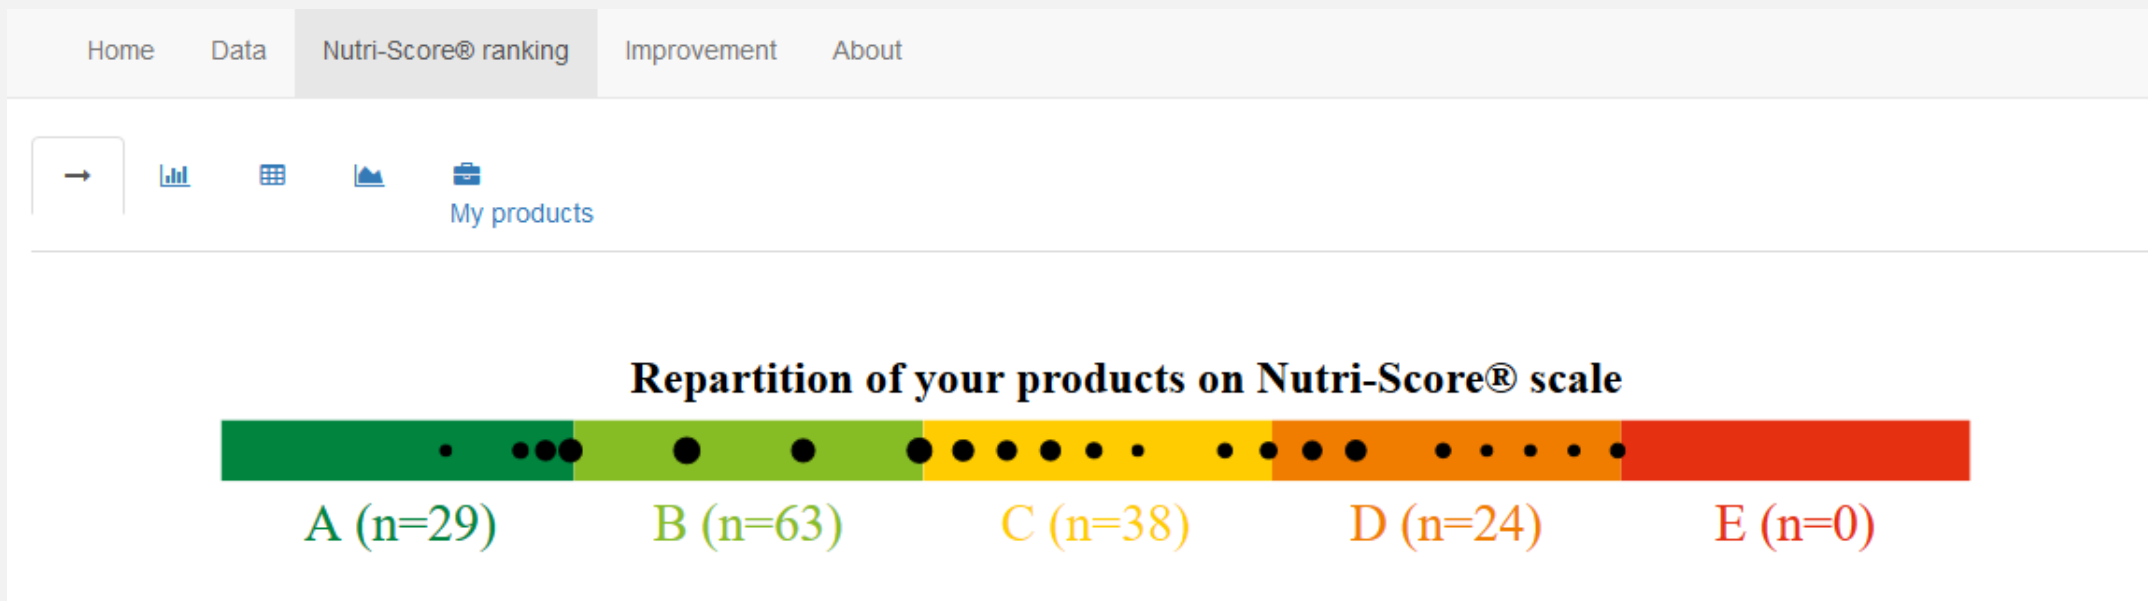 Home Data Nutri-Score® ranking Improvement About
My products
Repartition of your products on Nutri-Score® scale
A (n=29) B (n=63) C (n=38) D (n=24) E (n=0)